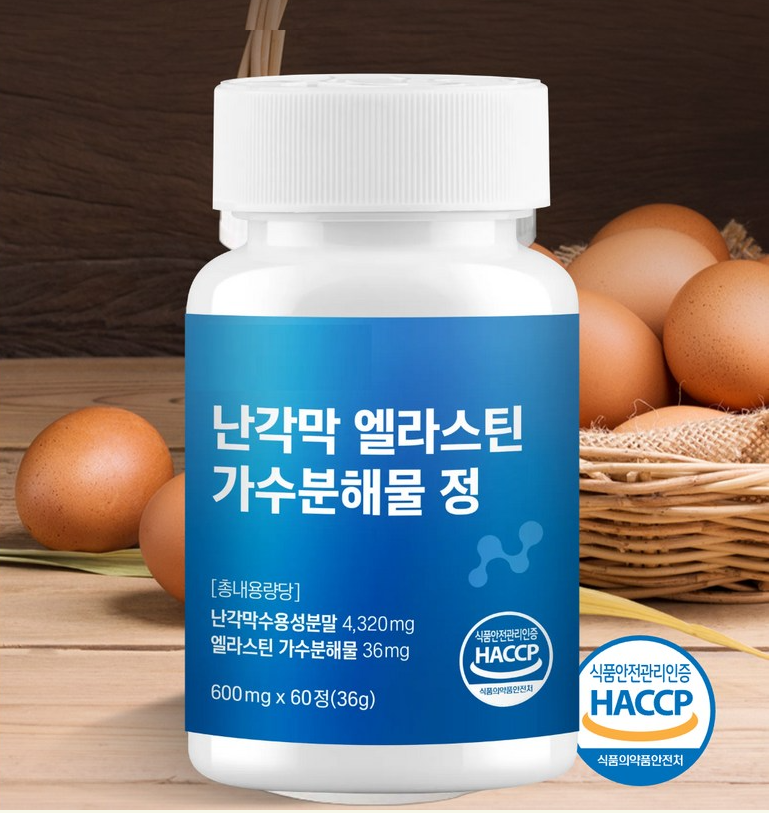 난각막 엘라스틴
가수분해물 정
[총내용량당]
난각막수용성분말 4,320mg
엘라스틴 가수분해물 36mg
600mg x 60정(36g)
식품안전관리인증
HACCP
식품의약품안전처
식품안전관리인증
HACCP
식품의약품안전처